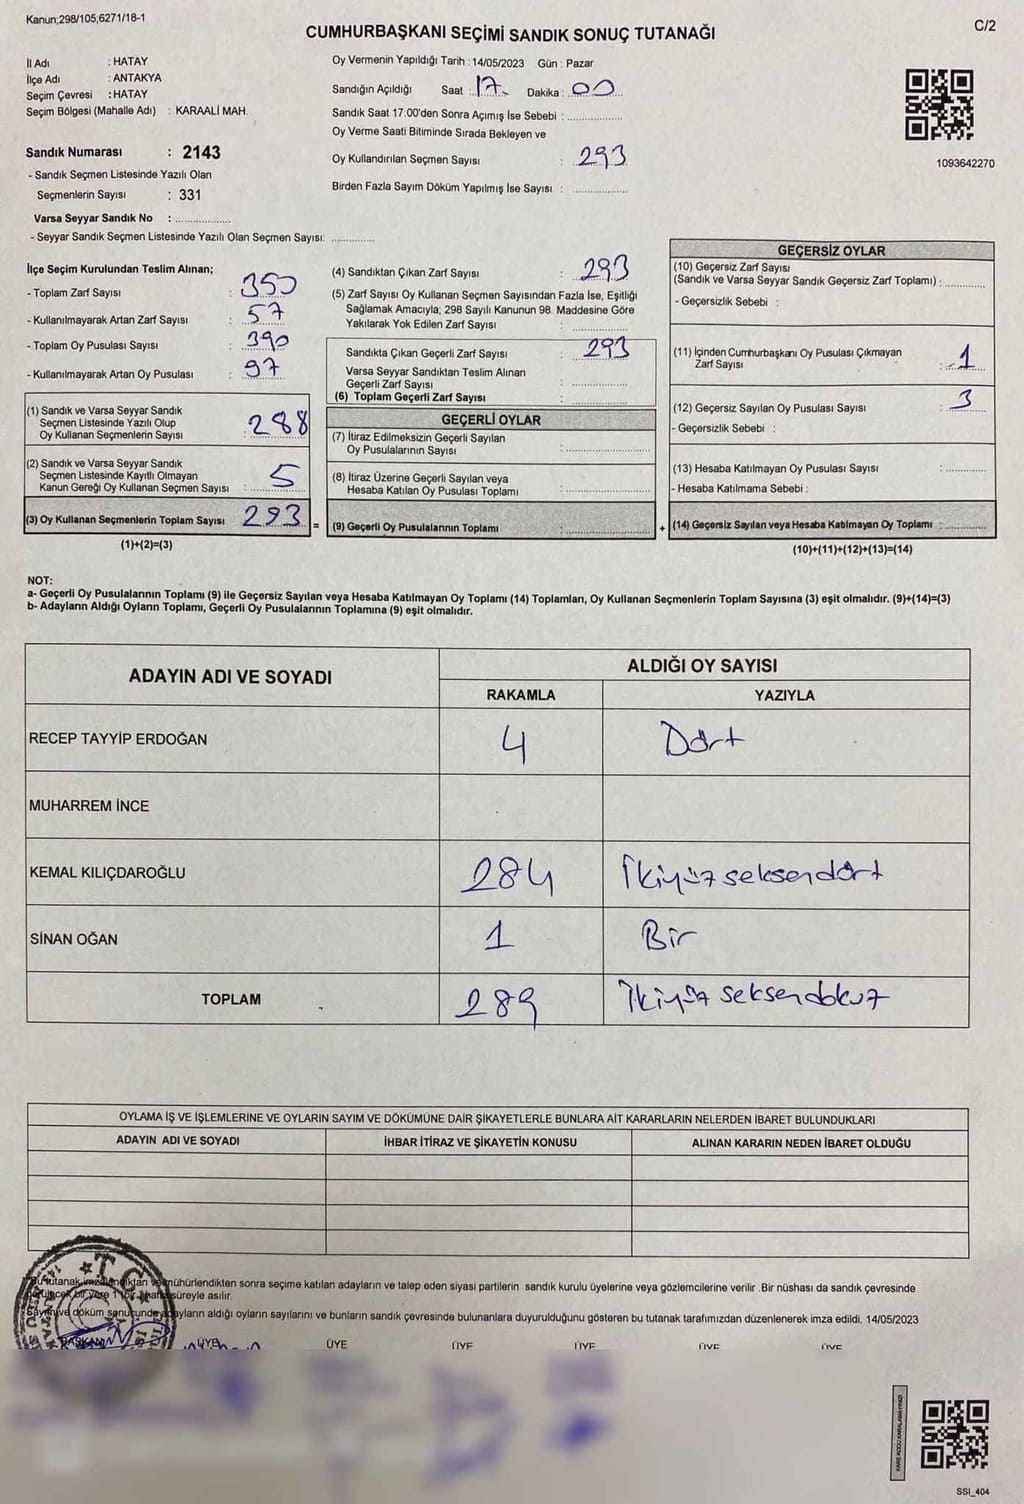 Kanun;298/105;6271/18-1
C/2
CUMHURBAŞKANI SEÇİMİ SANDIK SONUÇ TUTANAĞI
İl Adı : HATAY
İlçe Adı : ANTAKYA
Seçim Çevresi : HATAY
Seçim Bölgesi (Mahalle Adı) : KARAALİ MAH.
Sandık Numarası : 2143
- Sandık Seçmen Listesinde Yazılı Olan
Seçmenlerin Sayısı : 331
Varsa Seyyar Sandık No : ..................
- Seyyar Sandık Seçmen Listesinde Yazılı Olan Seçmen Sayısı: ..............
Oy Vermenin Yapıldığı Tarih : 14/05/2023 Gün : Pazar
Sandığın Açıldığı Saat : 17 Dakika : 00
Sandık Saat 17:00'den Sonra Açımış İse Sebebi : ..................
Oy Verme Saati Bitiminde Sırada Bekleyen ve
Oy Kullandırılan Seçmen Sayısı : 293
Birden Fazla Sayım Döküm Yapılmış İse Sayısı : ..................
1093642270
İlçe Seçim Kurulundan Teslim Alınan;
- Toplam Zarf Sayısı : 350
- Kullanılmayarak Artan Zarf Sayısı : 57
- Toplam Oy Pusulası Sayısı : 390
- Kullanılmayarak Artan Oy Pusulası : 97
(1) Sandık ve Varsa Seyyar Sandık
Seçmen Listesinde Yazılı Olup
Oy Kullanan Seçmenlerin Sayısı : 288
(2) Sandık ve Varsa Seyyar Sandık
Seçmen Listesinde Kayıtlı Olmayan
Kanun Gereği Oy Kullanan Seçmen Sayısı : 5
(3) Oy Kullanan Seçmenlerin Toplam Sayısı 293 =
(1)+(2)=(3)
(4) Sandıktan Çıkan Zarf Sayısı : 293
(5) Zarf Sayısı Oy Kullanan Seçmen Sayısından Fazla İse, Eşitliği
Sağlamak Amacıyla; 298 Sayılı Kanunun 98. Maddesine Göre
Yakılarak Yok Edilen Zarf Sayısı : ..................
Sandıkta Çıkan Geçerli Zarf Sayısı : 293
Varsa Seyyar Sandıktan Teslim Alınan
Geçerli Zarf Sayısı : ..................
(6) Toplam Geçerli Zarf Sayısı : ..................
GEÇERLİ OYLAR
(7) İtiraz Edilmeksizin Geçerli Sayılan
Oy Pusulalarının Sayısı : ..................
(8) İtiraz Üzerine Geçerli Sayılan veya
Hesaba Katılan Oy Pusulası Toplamı : ..................
(9) Geçerli Oy Pusulalarının Toplamı : .................. +
GEÇERSİZ OYLAR
(10) Geçersiz Zarf Sayısı
(Sandık ve Varsa Seyyar Sandık Geçersiz Zarf Toplamı) : ............
- Geçersizlik Sebebi :
(11) İçinden Cumhurbaşkanı Oy Pusulası Çıkmayan
Zarf Sayısı : 1
(12) Geçersiz Sayılan Oy Pusulası Sayısı : 3
- Geçersizlik Sebebi :
(13) Hesaba Katılmayan Oy Pusulası Sayısı : ............
- Hesaba Katılmama Sebebi :
(14) Geçersiz Sayılan veya Hesaba Katılmayan Oy Toplamı : ............
(10)+(11)+(12)+(13)=(14)
NOT:
a- Geçerli Oy Pusulalarının Toplamı (9) ile Geçersiz Sayılan veya Hesaba Katılmayan Oy Toplamı (14) Toplamları, Oy Kullanan Seçmenlerin Toplam Sayısına (3) eşit olmalıdır. (9)+(14)=(3)
b- Adayların Aldığı Oyların Toplamı, Geçerli Oy Pusulalarının Toplamına (9) eşit olmalıdır.
ADAYIN ADI VE SOYADI ALDIĞI OY SAYISI
RAKAMLA YAZIYLA
RECEP TAYYİP ERDOĞAN 4 Dört
MUHARREM İNCE
KEMAL KILIÇDAROĞLU 284 İkiyüz seksendört
SİNAN OĞAN 1 Bir
TOPLAM 289 İkiyüz seksendokuz
OYLAMA İŞ VE İŞLEMLERİNE VE OYLARIN SAYIM VE DÖKÜMÜNE DAİR ŞİKAYETLERLE BUNLARA AİT KARARLARIN NELERDEN İBARET BULUNDUKLARI
ADAYIN ADI VE SOYADI İHBAR İTİRAZ VE ŞİKAYETİN KONUSU ALINAN KARARIN NEDEN İBARET OLDUĞU
Bu tutanak imzalandıktan ve mühürlendikten sonra seçime katılan adayların ve talep eden siyasi partilerin sandık kurulu üyelerine veya gözlemcilerine verilir. Bir nüshası da sandık çevresinde
görülecek bir yere 1 (bir) hafta süreyle asılır.
Sayım ve döküm sonucunda adayların aldığı oyların sayılarını ve bunların sandık çevresinde bulunanlara duyurulduğunu gösteren bu tutanak tarafımızdan düzenlenerek imza edildi. 14/05/2023
BAŞKAN ÜYE ÜYE ÜYE ÜYE ÜYE ÜYE
T.C.
KARE KODU KARALAMAYINIZ
SSI_404